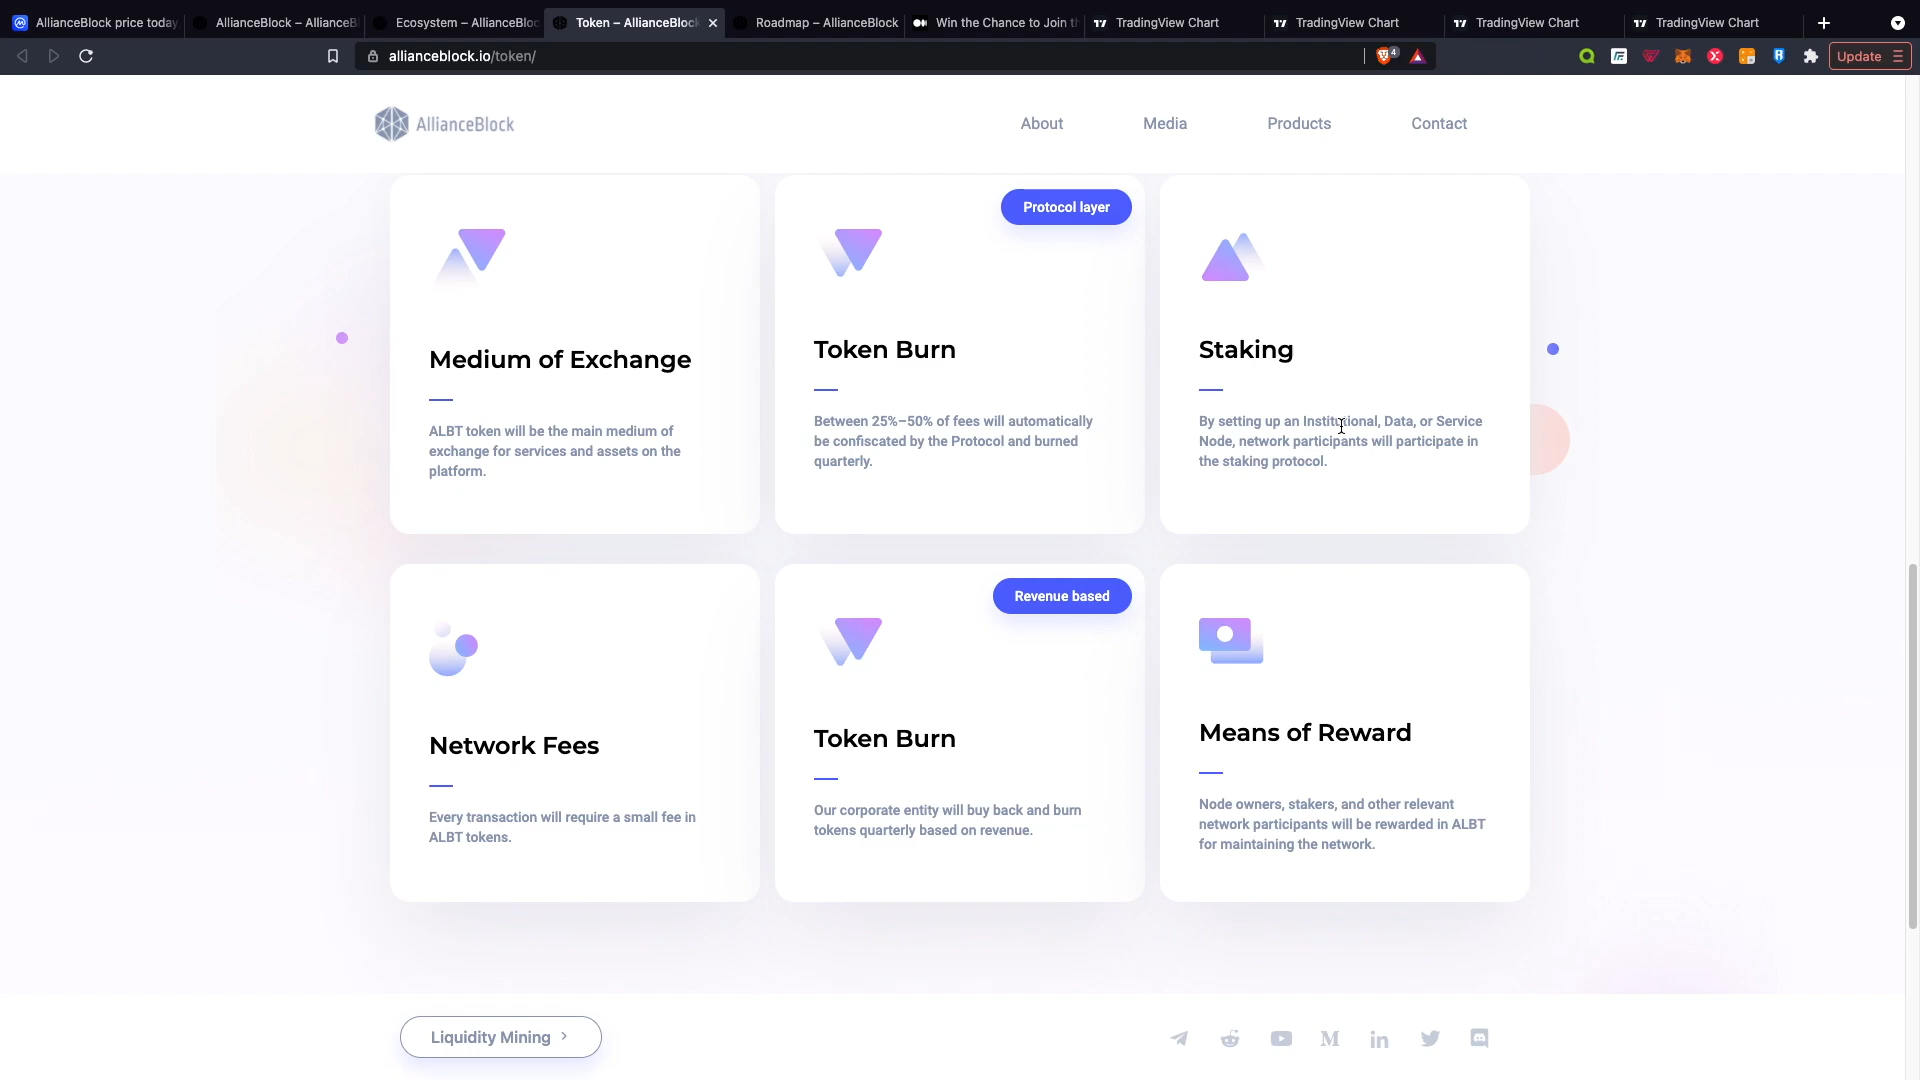 AllianceBlock price today,
AllianceBlock – AllianceBl
Ecosystem – AllianceBloc
Token – AllianceBlock
Roadmap – AllianceBlock
Win the Chance to Join th
TradingView Chart
TradingView Chart
TradingView Chart
TradingView Chart
allianceblock.io/token/
4
Update
AllianceBlock
About
Media
Products
Contact
Medium of Exchange
ALBT token will be the main medium of
exchange for services and assets on the
platform.
Protocol layer
Token Burn
Between 25%–50% of fees will automatically
be confiscated by the Protocol and burned
quarterly.
Staking
By setting up an Institutional, Data, or Service
Node, network participants will participate in
the staking protocol.
Network Fees
Every transaction will require a small fee in
ALBT tokens.
Revenue based
Token Burn
Our corporate entity will buy back and burn
tokens quarterly based on revenue.
Means of Reward
Node owners, stakers, and other relevant
network participants will be rewarded in ALBT
for maintaining the network.
Liquidity Mining